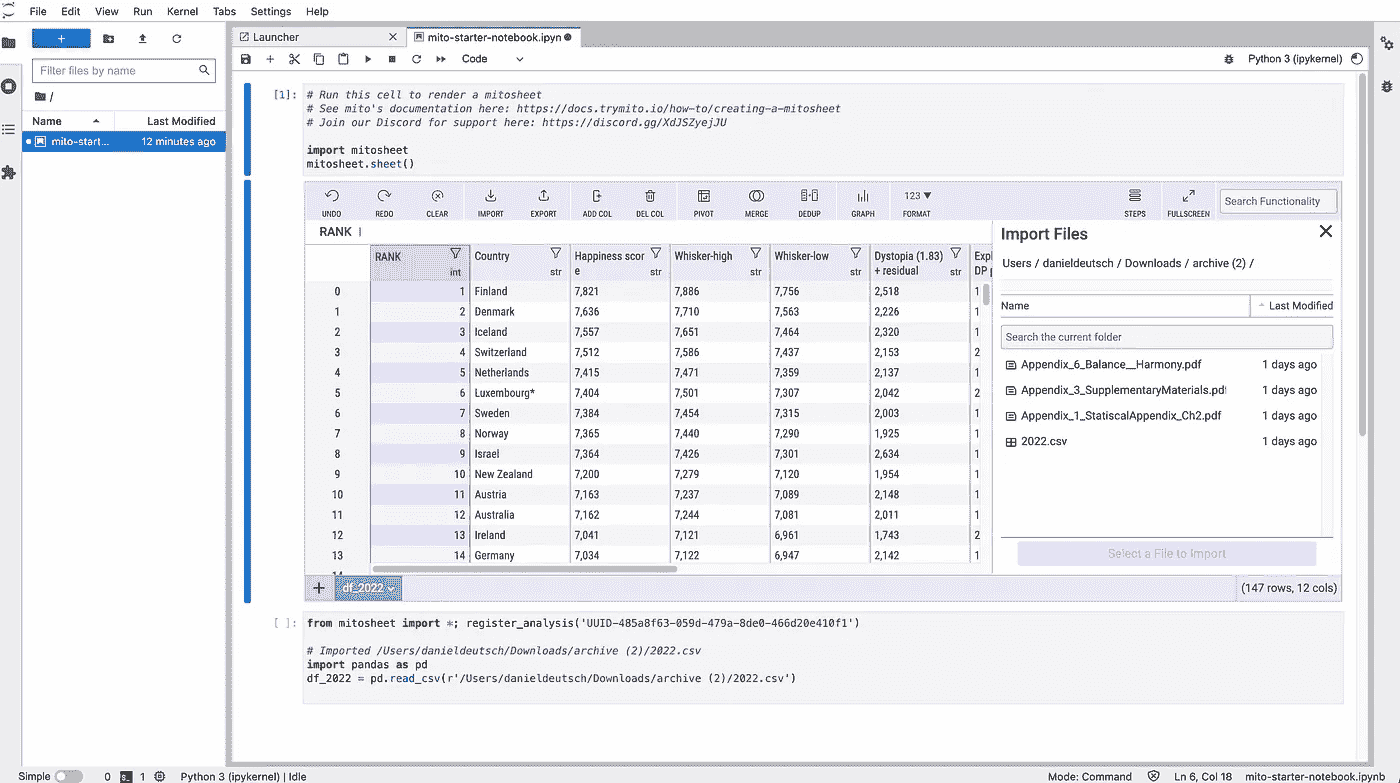 File Edit View Run Kernel Tabs Settings Help
+
Filter files by name
/
Name Last Modified
mito-start... 12 minutes ago
Launcher
mito-starter-notebook.ipyn
Code
Python 3 (ipykernel)
[1]:
# Run this cell to render a mitosheet
# See mito's documentation here: https://docs.trymito.io/how-to/creating-a-mitosheet
# Join our Discord for support here: https://discord.gg/XdJSZyejJU
import mitosheet
mitosheet.sheet()
UNDO REDO CLEAR IMPORT EXPORT ADD COL DEL COL PIVOT MERGE DEDUP GRAPH 123 ▼ FORMAT STEPS FULLSCREEN Search Functionality
RANK
RANK int Country str Happiness score str Whisker-high str Whisker-low str Dystopia (1.83) + residual str Expl DP p
0 1 Finland 7,821 7,886 7,756 2,518 1
1 2 Denmark 7,636 7,710 7,563 2,226 1
2 3 Iceland 7,557 7,651 7,464 2,320 1
3 4 Switzerland 7,512 7,586 7,437 2,153 2
4 5 Netherlands 7,415 7,471 7,359 2,137 1
5 6 Luxembourg* 7,404 7,501 7,307 2,042 2
6 7 Sweden 7,384 7,454 7,315 2,003 1
7 8 Norway 7,365 7,440 7,290 1,925 1
8 9 Israel 7,364 7,426 7,301 2,634 1
9 10 New Zealand 7,200 7,279 7,120 1,954 1
10 11 Austria 7,163 7,237 7,089 2,148 1
11 12 Australia 7,162 7,244 7,081 2,011 1
12 13 Ireland 7,041 7,121 6,961 1,743 2
13 14 Germany 7,034 7,122 6,947 2,142 1
+ df_2022
(147 rows, 12 cols)
Import Files
Users / danieldeutsch / Downloads / archive (2) /
Name Last Modified
Search the current folder
Appendix_6_Balance__Harmony.pdf 1 days ago
Appendix_3_SupplementaryMaterials.pdf 1 days ago
Appendix_1_StatiscalAppendix_Ch2.pdf 1 days ago
2022.csv 1 days ago
Select a File to Import
[ ]:
from mitosheet import *; register_analysis('UUID-485a8f63-059d-479a-8de0-466d20e410f1')
# Imported /Users/danieldeutsch/Downloads/archive (2)/2022.csv
import pandas as pd
df_2022 = pd.read_csv(r'/Users/danieldeutsch/Downloads/archive (2)/2022.csv')
Simple 0 1 Python 3 (ipykernel) | Idle Mode: Command Ln 6, Col 18 mito-starter-notebook.ipynb